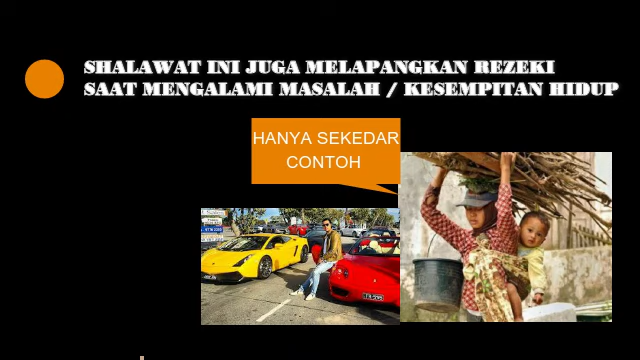 SHALAWAT INI JUGA MELAPANGKAN REZEKI
SAAT MENGALAMI MASALAH / KESEMPITAN HIDUP
HANYA SEKEDAR
CONTOH